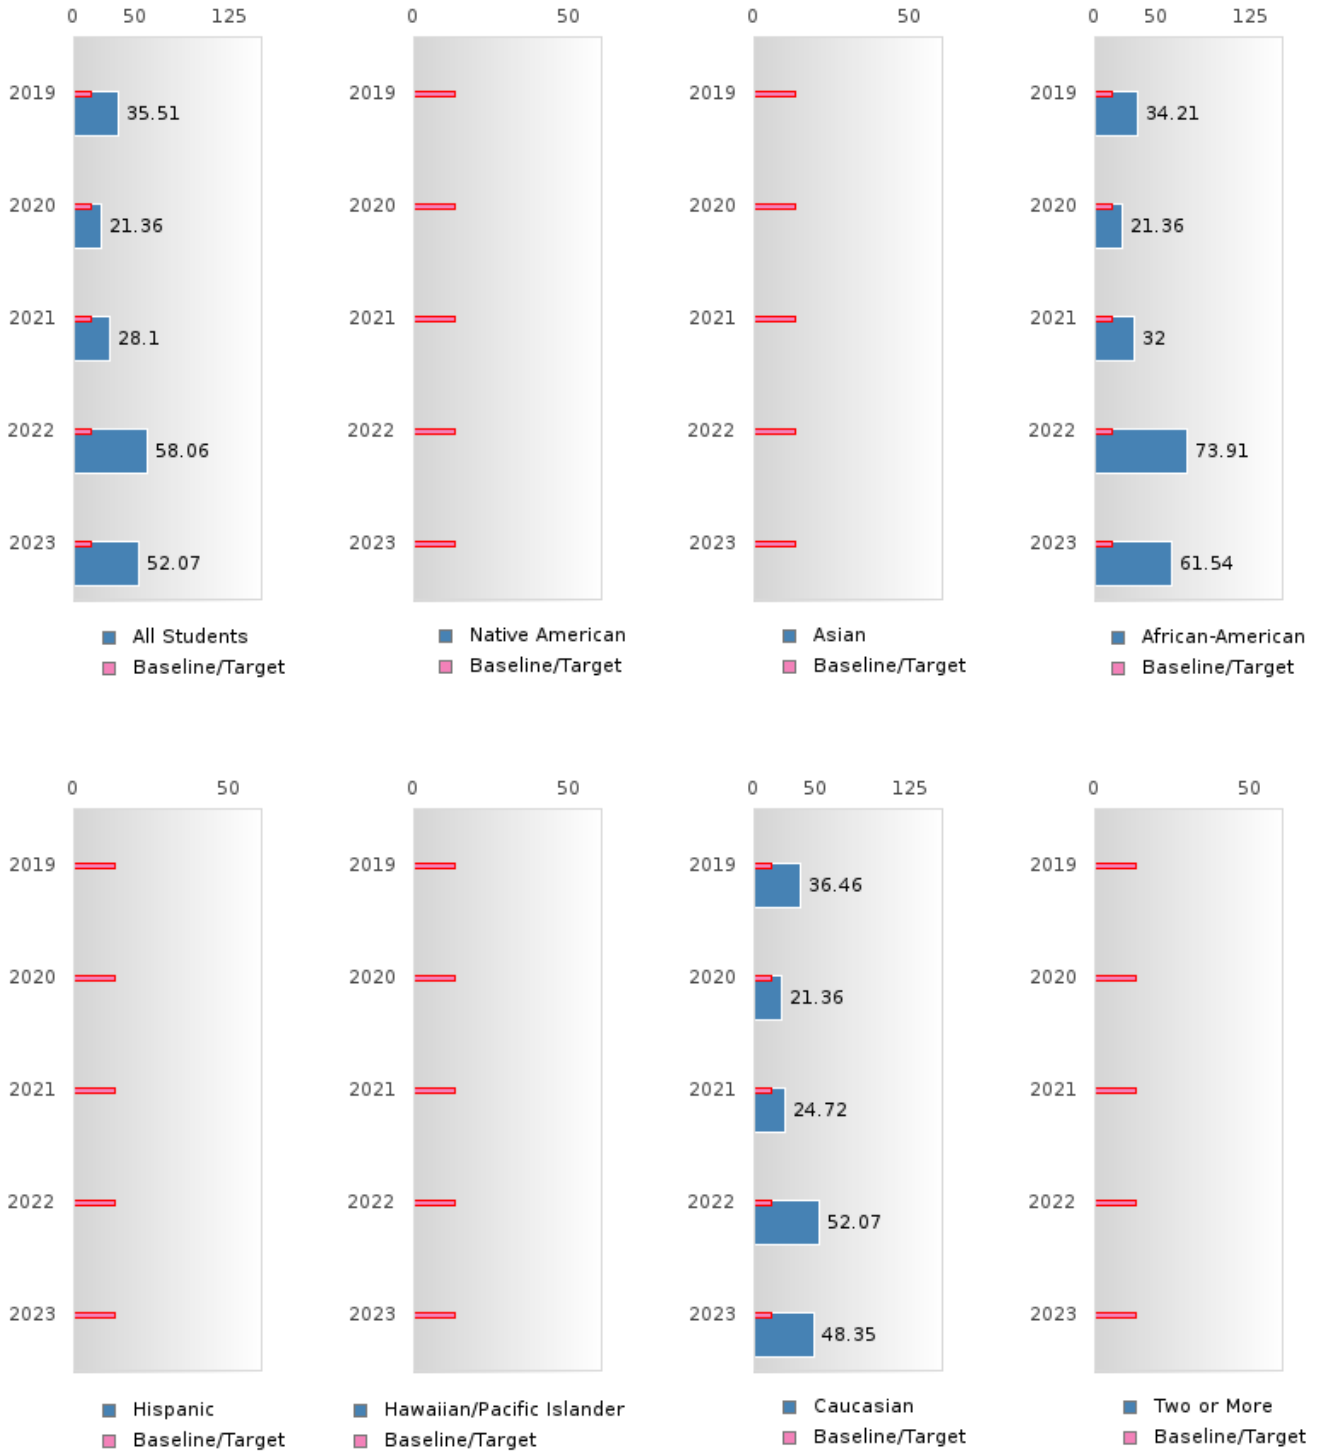 0 50 125
2019 35.51
2020 21.36
2021 28.1
2022 58.06
2023 52.07
All Students
Baseline/Target
0 50
2019
2020
2021
2022
2023
Native American
Baseline/Target
0 50
2019
2020
2021
2022
2023
Asian
Baseline/Target
0 50 125
2019 34.21
2020 21.36
2021 32
2022 73.91
2023 61.54
African-American
Baseline/Target
0 50
2019
2020
2021
2022
2023
Hispanic
Baseline/Target
0 50
2019
2020
2021
2022
2023
Hawaiian/Pacific Islander
Baseline/Target
0 50 125
2019 36.46
2020 21.36
2021 24.72
2022 52.07
2023 48.35
Caucasian
Baseline/Target
0 50
2019
2020
2021
2022
2023
Two or More
Baseline/Target